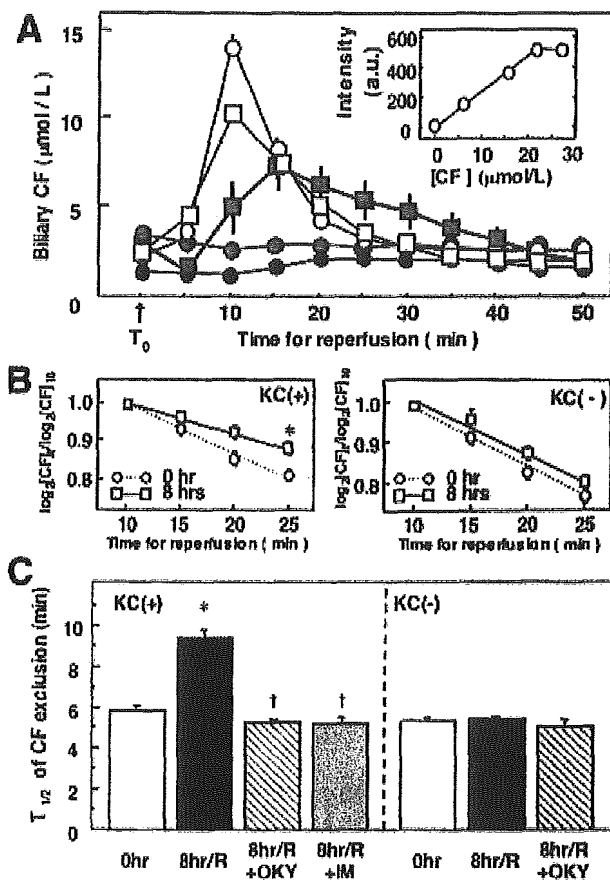 A
Biliary CF (μmol / L)
15
10
5
0
Intensity (a.u.)
600
400
200
0
0 10 20 30
[CF] (μmol/L)
0 10 20 30 40 50
↑
T0
Time for reperfusion ( min )
B
1.0
0.9
0.8
KC(+)
*
0 hr
8 hrs
10 15 20 25
Time for reperfusion ( min )
1.0
0.9
0.8
KC( - )
0 hr
8 hrs
10 15 20 25
Time for reperfusion ( min )
C
T 1/2 of CF exclusion (min)
10
8
6
4
2
0
KC(+)
KC(-)
*
†
†
0hr
8hr/R
8hr/R +OKY
8hr/R +IM
0hr
8hr/R
8hr/R +OKY